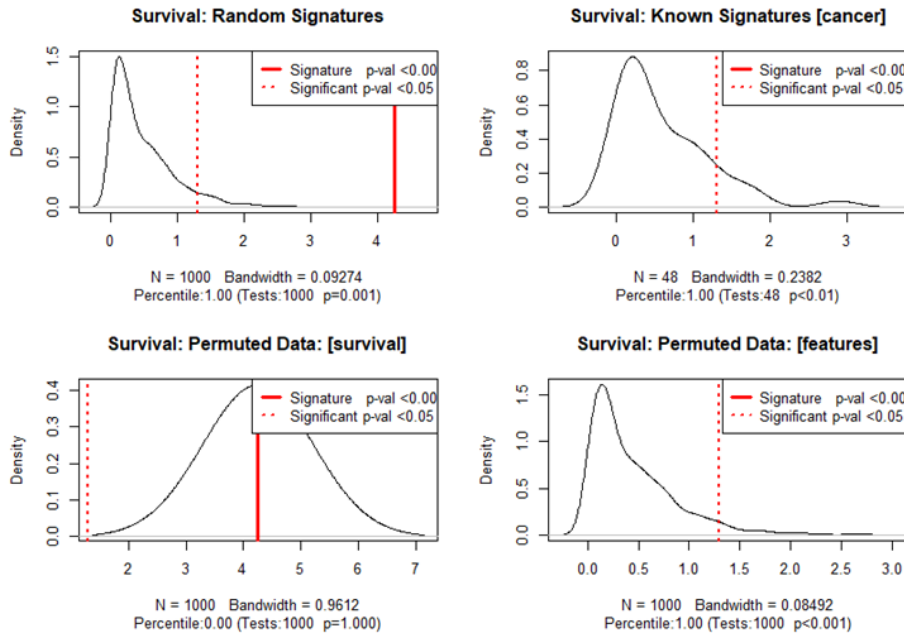 Survival: Random Signatures
Signature p-val <0.00
Significant p-val <0.05
Density
0.0 0.5 1.0 1.5
0 1 2 3 4
N = 1000 Bandwidth = 0.09274
Percentile:1.00 (Tests:1000 p=0.001)
Survival: Known Signatures [cancer]
Signature p-val <0.00
Significant p-val <0.05
Density
0.0 0.2 0.4 0.6 0.8
0 1 2 3
N = 48 Bandwidth = 0.2382
Percentile:1.00 (Tests:48 p<0.01)
Survival: Permuted Data: [survival]
Signature p-val <0.00
Significant p-val <0.05
Density
0.0 0.1 0.2 0.3 0.4
2 3 4 5 6 7
N = 1000 Bandwidth = 0.9612
Percentile:0.00 (Tests:1000 p=1.000)
Survival: Permuted Data: [features]
Signature p-val <0.00
Significant p-val <0.05
Density
0.0 0.5 1.0 1.5
0.0 0.5 1.0 1.5 2.0 2.5 3.0
N = 1000 Bandwidth = 0.08492
Percentile:1.00 (Tests:1000 p<0.001)